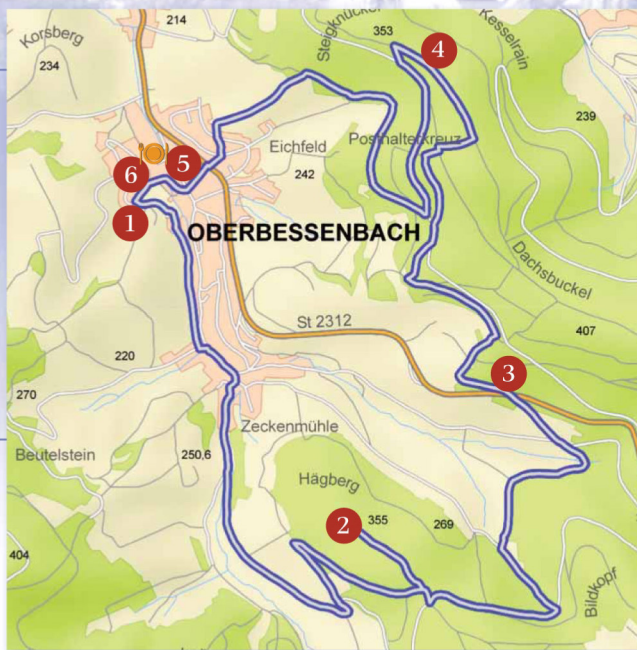 Korsberg
214
Steigknückel
353
4
Kesselrain
234
239
Eichfeld
Posthalterkreuz
6
5
242
1
OBERBESSENBACH
Dachsbuckel
St 2312
407
220
3
270
Zeckenmühle
Beutelstein
250,6
Hägberg
2
355
269
404
Bildkopf